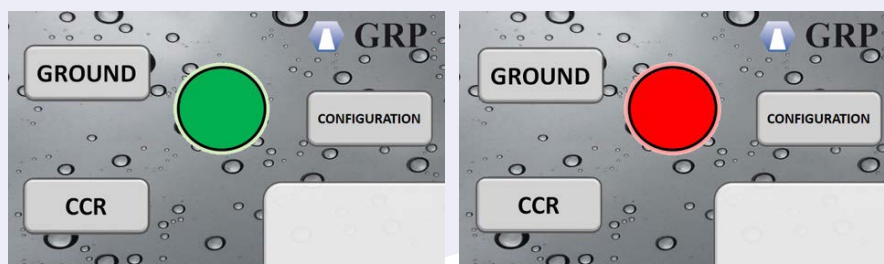 GRP
GROUND
CONFIGURATION
CCR
GRP
GROUND
CONFIGURATION
CCR